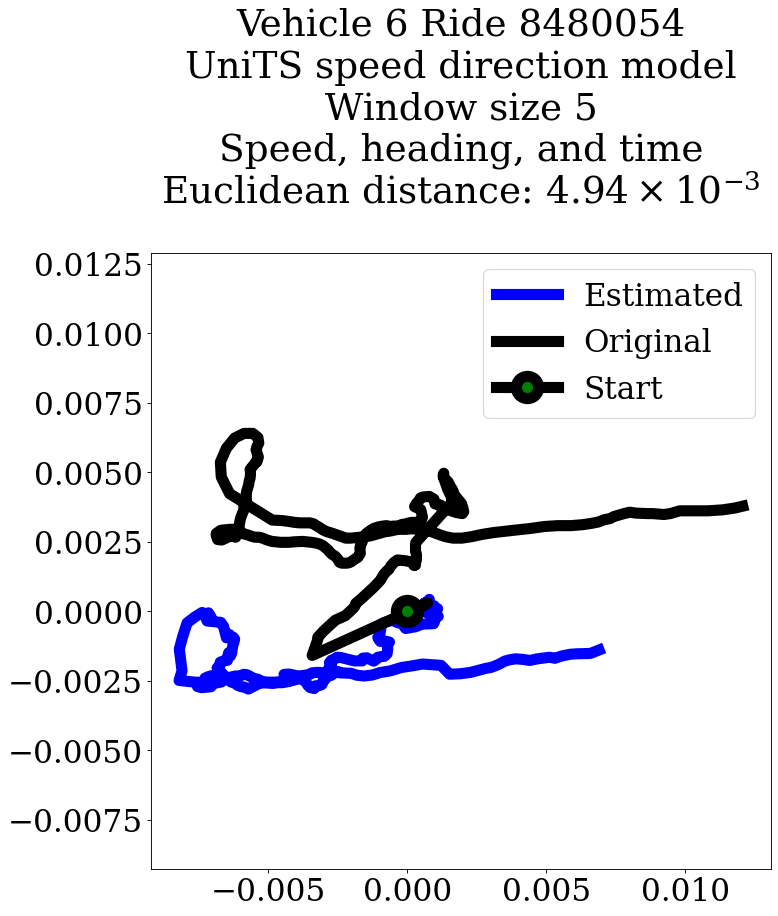 Vehicle 6 Ride 8480054
UniTS speed direction model
Window size 5
Speed, heading, and time
Euclidean distance: 4.94 × 10⁻³
0.0125
0.0100
0.0075
0.0050
0.0025
0.0000
−0.0025
−0.0050
−0.0075
Estimated
Original
Start
−0.005 0.000 0.005 0.010